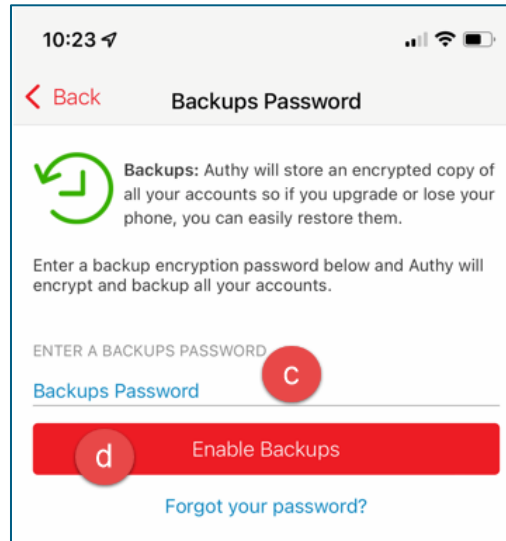 10:23
Back
Backups Password
Backups: Authy will store an encrypted copy of
all your accounts so if you upgrade or lose your
phone, you can easily restore them.
Enter a backup encryption password below and Authy will
encrypt and backup all your accounts.
ENTER A BACKUPS PASSWORD
c
Backups Password
d
Enable Backups
Forgot your password?